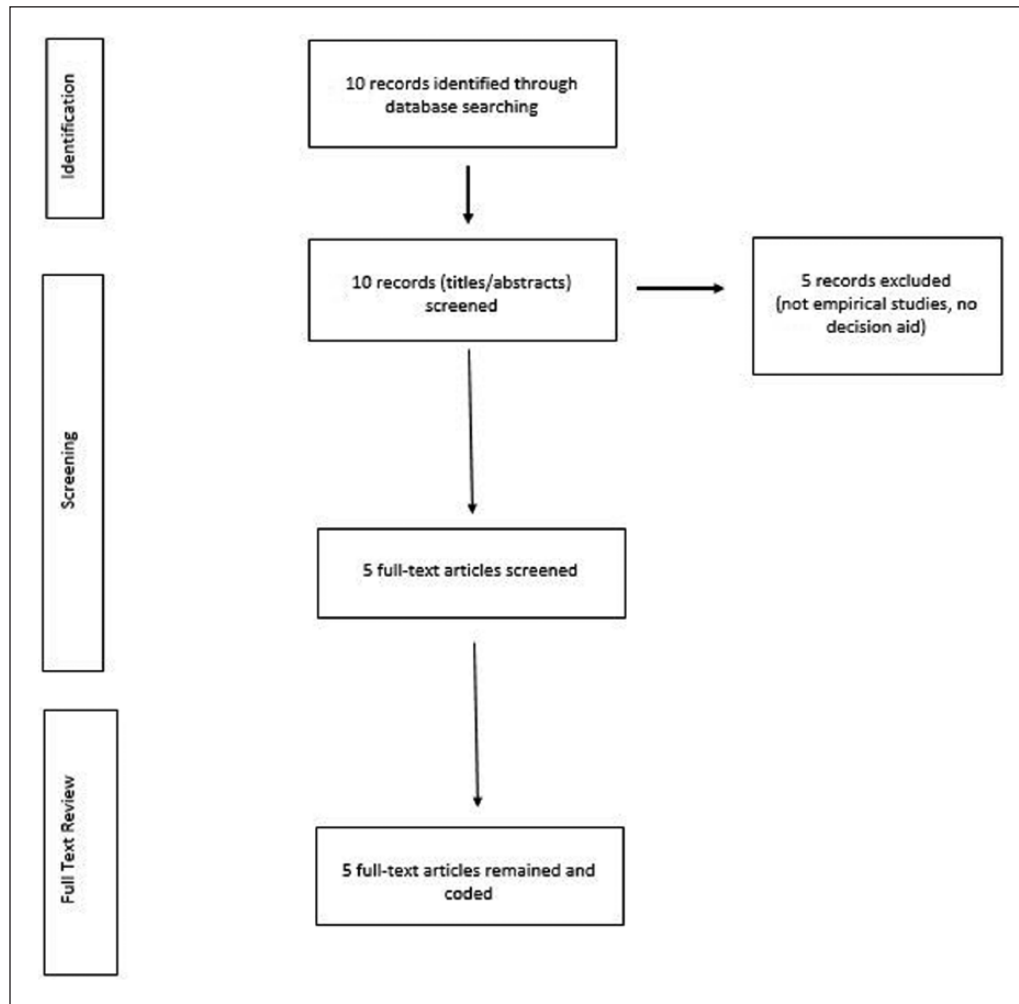 Identification
10 records identified through
database searching
10 records (titles/abstracts)
screened
5 records excluded
(not empirical studies, no
decision aid)
Screening
5 full-text articles screened
Full Text Review
5 full-text articles remained and
coded